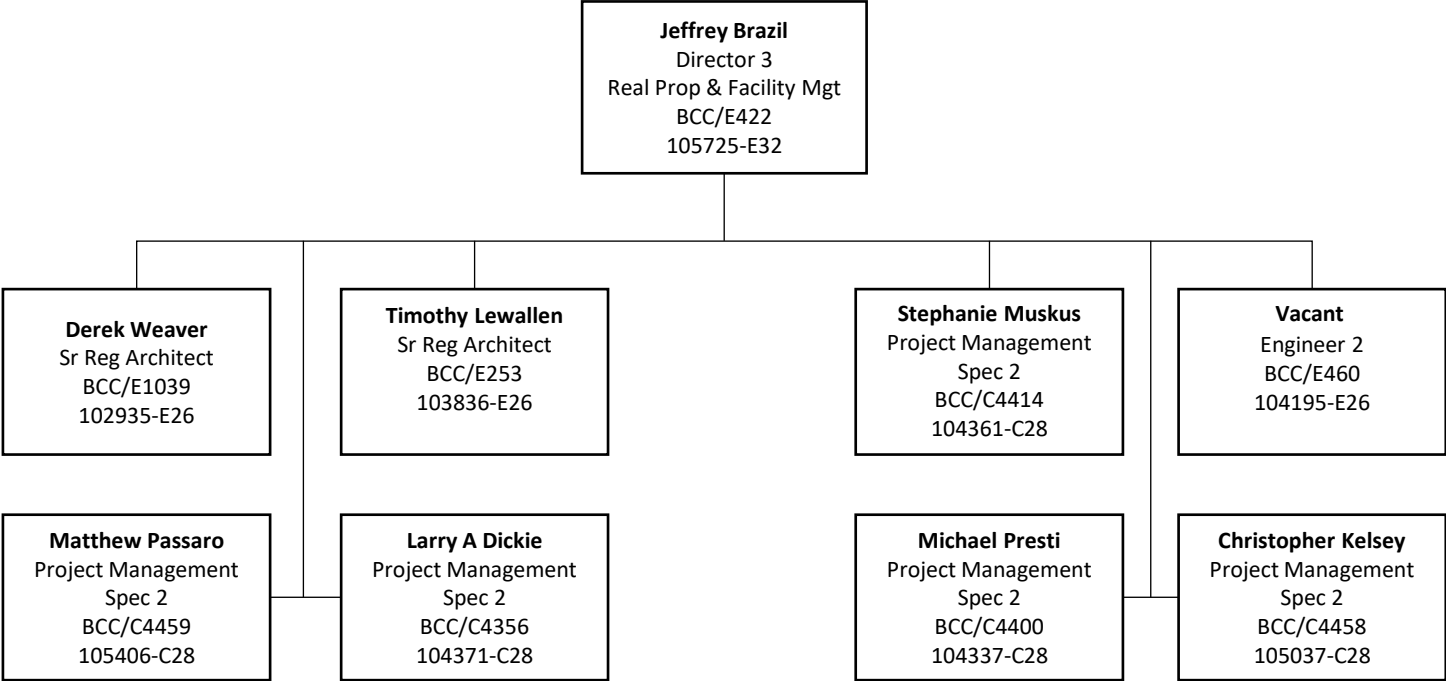 Jeffrey Brazil
Director 3
Real Prop & Facility Mgt
BCC/E422
105725-E32
Derek Weaver
Sr Reg Architect
BCC/E1039
102935-E26
Timothy Lewallen
Sr Reg Architect
BCC/E253
103836-E26
Stephanie Muskus
Project Management
Spec 2
BCC/C4414
104361-C28
Vacant
Engineer 2
BCC/E460
104195-E26
Matthew Passaro
Project Management
Spec 2
BCC/C4459
105406-C28
Larry A Dickie
Project Management
Spec 2
BCC/C4356
104371-C28
Michael Presti
Project Management
Spec 2
BCC/C4400
104337-C28
Christopher Kelsey
Project Management
Spec 2
BCC/C4458
105037-C28